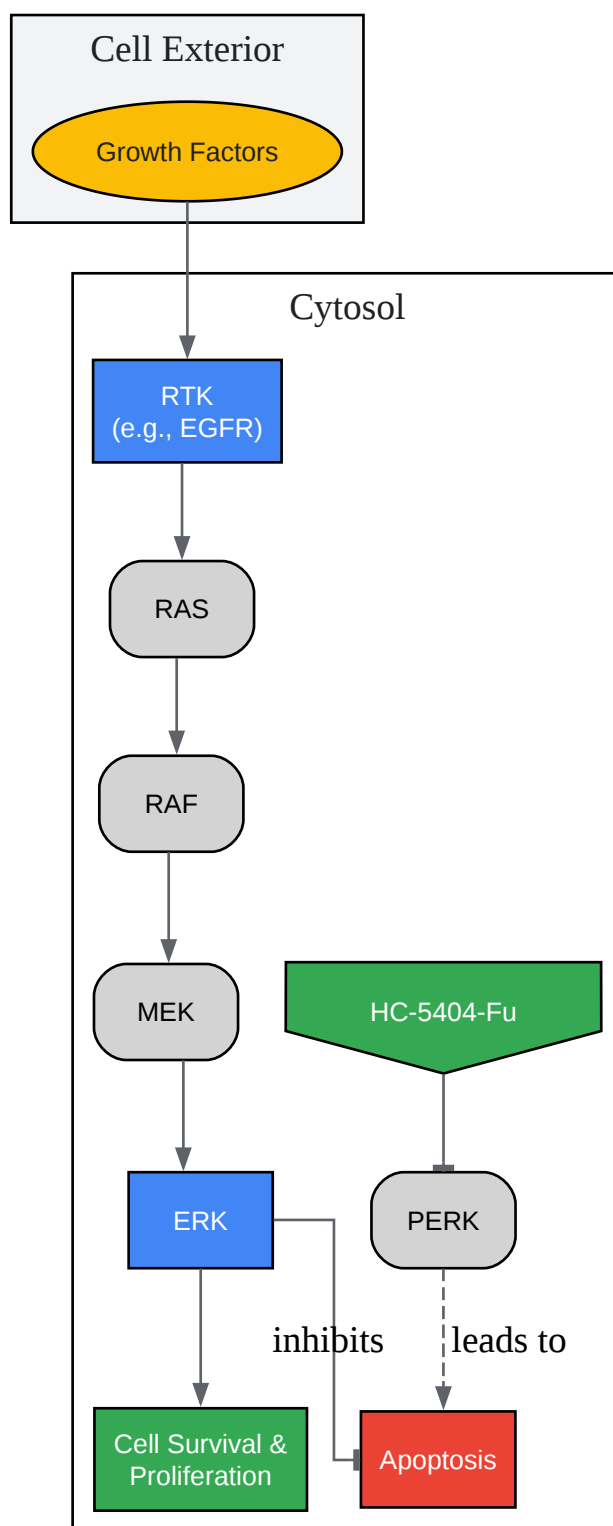 Cell Exterior
Growth Factors
Cytosol
RTK
(e.g., EGFR)
RAS
RAF
MEK
HC-5404-Fu
ERK
PERK
inhibits
leads to
Cell Survival &
Proliferation
Apoptosis